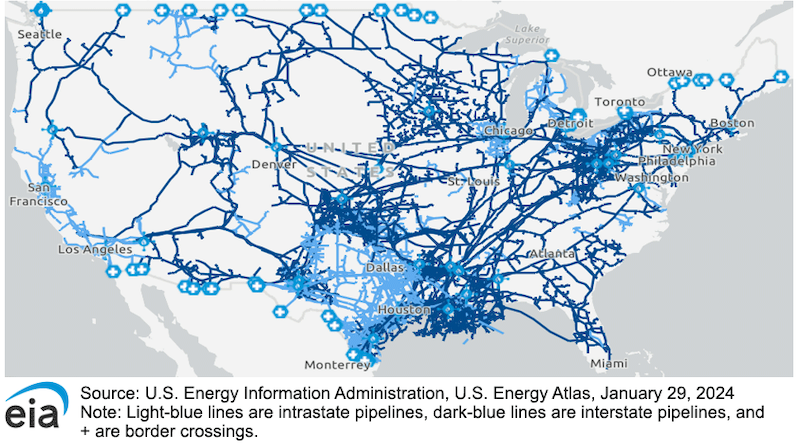 Seattle
Lake
Superior
Ottawa
Toronto
Detroit
Boston
Chicago
New York
UNITED
STATES
Philadelphia
Denver
Washington
St. Louis
San
Francisco
Los Angeles
Atlanta
Dallas
Houston
Monterrey
Miami
eia
Source: U.S. Energy Information Administration, U.S. Energy Atlas, January 29, 2024
Note: Light-blue lines are intrastate pipelines, dark-blue lines are interstate pipelines, and
+ are border crossings.